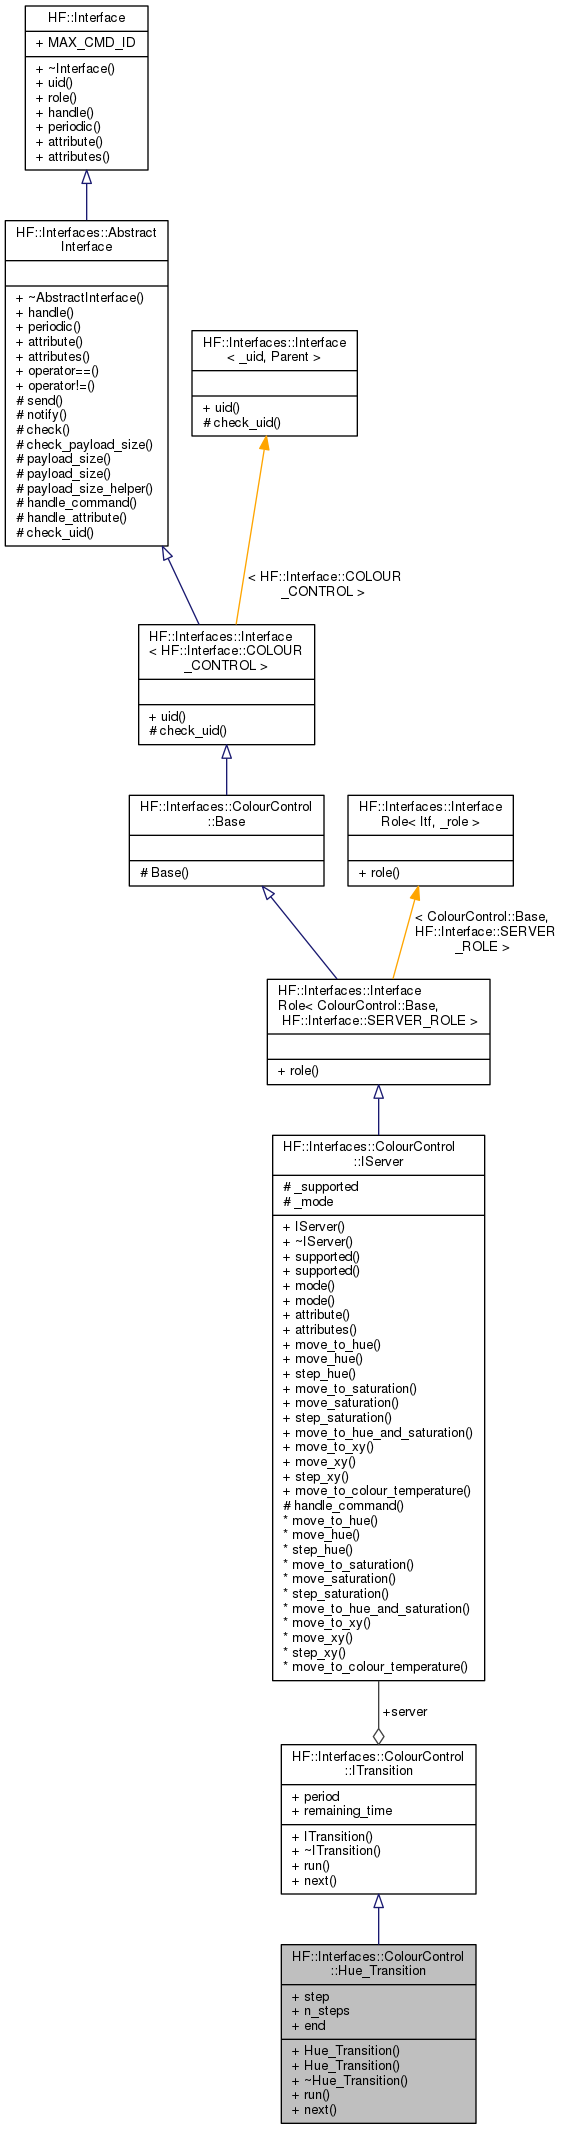 HF::Interface
+ MAX_CMD_ID
+ ~Interface()
+ uid()
+ role()
+ handle()
+ periodic()
+ attribute()
+ attributes()
HF::Interfaces::Abstract
Interface
+ ~AbstractInterface()
+ handle()
+ periodic()
+ attribute()
+ attributes()
+ operator==()
+ operator!=()
# send()
# notify()
# check()
# check_payload_size()
# payload_size()
# payload_size()
# payload_size_helper()
# handle_command()
# handle_attribute()
# check_uid()
HF::Interfaces::Interface
< _uid, Parent >
+ uid()
# check_uid()
< HF::Interface::COLOUR
_CONTROL >
HF::Interfaces::Interface
< HF::Interface::COLOUR
_CONTROL >
+ uid()
# check_uid()
HF::Interfaces::ColourControl
::Base
# Base()
HF::Interfaces::Interface
Role< Itf, _role >
+ role()
< ColourControl::Base,
HF::Interface::SERVER
_ROLE >
HF::Interfaces::Interface
Role< ColourControl::Base,
HF::Interface::SERVER_ROLE >
+ role()
HF::Interfaces::ColourControl
::IServer
# _supported
# _mode
+ IServer()
+ ~IServer()
+ supported()
+ supported()
+ mode()
+ mode()
+ attribute()
+ attributes()
+ move_to_hue()
+ move_hue()
+ step_hue()
+ move_to_saturation()
+ move_saturation()
+ step_saturation()
+ move_to_hue_and_saturation()
+ move_to_xy()
+ move_xy()
+ step_xy()
+ move_to_colour_temperature()
# handle_command()
* move_to_hue()
* move_hue()
* step_hue()
* move_to_saturation()
* move_saturation()
* step_saturation()
* move_to_hue_and_saturation()
* move_to_xy()
* move_xy()
* step_xy()
* move_to_colour_temperature()
+server
HF::Interfaces::ColourControl
::ITransition
+ period
+ remaining_time
+ ITransition()
+ ~ITransition()
+ run()
+ next()
HF::Interfaces::ColourControl
::Hue_Transition
+ step
+ n_steps
+ end
+ Hue_Transition()
+ Hue_Transition()
+ ~Hue_Transition()
+ run()
+ next()